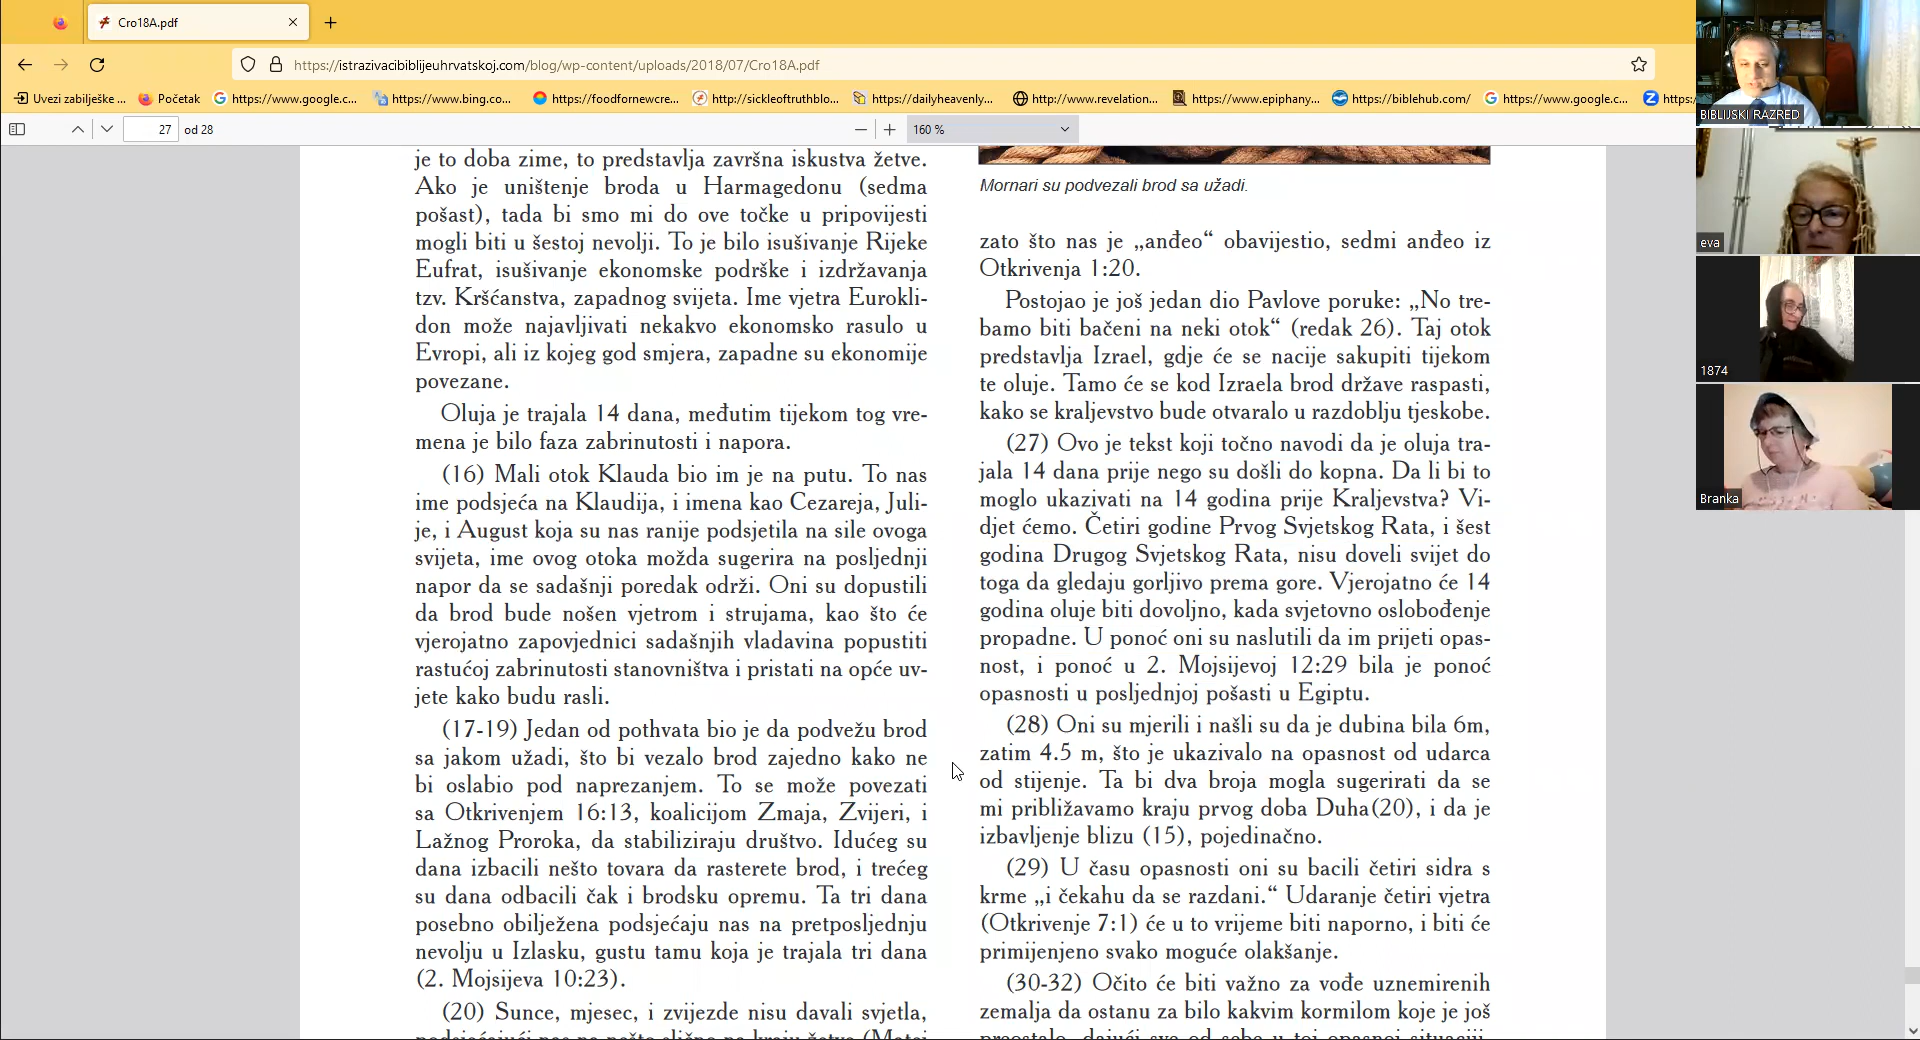 Cro18A.pdf
https://istrazivacibiblijeuhrvatskoj.com/blog/wp-content/uploads/2018/07/Cro18A.pdf
Uvezi zabilješke ...
Početak
https://www.google.c...
https://www.bing.co...
https://foodfornewcre...
http://sickleoftruthblo...
https://dailyheavenly...
http://www.revelation...
https://www.epiphany...
https://biblehub.com/
https://www.google.c...
https:
27 od 28
160 %
je to doba zime, to predstavlja završna iskustva žetve.
Ako je uništenje broda u Harmagedonu (sedma
pošast), tada bi smo mi do ove točke u pripovijesti
mogli biti u šestoj nevolji. To je bilo isušivanje Rijeke
Eufrat, isušivanje ekonomske podrške i izdržavanja
tzv. Kršćanstva, zapadnog svijeta. Ime vjetra Eurokli-
don može najavljivati nekakvo ekonomsko rasulo u
Evropi, ali iz kojeg god smjera, zapadne su ekonomije
povezane.
Oluja je trajala 14 dana, međutim tijekom tog vre-
mena je bilo faza zabrinutosti i napora.
(16) Mali otok Klauda bio im je na putu. To nas
ime podsjeća na Klaudija, i imena kao Cezareja, Juli-
je, i August koja su nas ranije podsjetila na sile ovoga
svijeta, ime ovog otoka možda sugerira na posljednji
napor da se sadašnji poredak održi. Oni su dopustili
da brod bude nošen vjetrom i strujama, kao što će
vjerojatno zapovjednici sadašnjih vladavina popustiti
rastućoj zabrinutosti stanovništva i pristati na opće uv-
jete kako budu rasli.
(17-19) Jedan od pothvata bio je da podvežu brod
sa jakom užadi, što bi vezalo brod zajedno kako ne
bi oslabio pod naprezanjem. To se može povezati
sa Otkrivenjem 16:13, koalicijom Zmaja, Zvijeri, i
Lažnog Proroka, da stabiliziraju društvo. Idućeg su
dana izbacili nešto tovara da rasterete brod, i trećeg
su dana odbacili čak i brodsku opremu. Ta tri dana
posebno obilježena podsjećaju nas na pretposljednju
nevolju u Izlasku, gustu tamu koja je trajala tri dana
(2. Mojsijeva 10:23).
(20) Sunce, mjesec, i zvijezde nisu davali svjetla,
podsjećajući nas na nešto slično na kraju žetve (Matej
Mornari su podvezali brod sa užadi.
zato što nas je „anđeo“ obavijestio, sedmi anđeo iz
Otkrivenja 1:20.
Postojao je još jedan dio Pavlove poruke: „No tre-
bamo biti bačeni na neki otok“ (redak 26). Taj otok
predstavlja Izrael, gdje će se nacije sakupiti tijekom
te oluje. Tamo će se kod Izraela brod države raspasti,
kako se kraljevstvo bude otvaralo u razdoblju tjeskobe.
(27) Ovo je tekst koji točno navodi da je oluja tra-
jala 14 dana prije nego su došli do kopna. Da li bi to
moglo ukazivati na 14 godina prije Kraljevstva? Vi-
djet ćemo. Četiri godine Prvog Svjetskog Rata, i šest
godina Drugog Svjetskog Rata, nisu doveli svijet do
toga da gledaju gorljivo prema gore. Vjerojatno će 14
godina oluje biti dovoljno, kada svjetovno oslobođenje
propadne. U ponoć oni su naslutili da im prijeti opas-
nost, i ponoć u 2. Mojsijevoj 12:29 bila je ponoć
opasnosti u posljednjoj pošasti u Egiptu.
(28) Oni su mjerili i našli su da je dubina bila 6m,
zatim 4.5 m, što je ukazivalo na opasnost od udarca
od stijenje. Ta bi dva broja mogla sugerirati da se
mi približavamo kraju prvog doba Duha(20), i da je
izbavljenje blizu (15), pojedinačno.
(29) U času opasnosti oni su bacili četiri sidra s
krme „i čekahu da se razdani.“ Udaranje četiri vjetra
(Otkrivenje 7:1) će u to vrijeme biti naporno, i biti će
primijenjeno svako moguće olakšanje.
(30-32) Očito će biti važno za vođe uznemirenih
zemalja da ostanu za bilo kakvim kormilom koje je još
preostalo, dajući sve od sebe u toj opasnoj situaciji.
BIBLIJSKI RAZRED
eva
1874
Branka